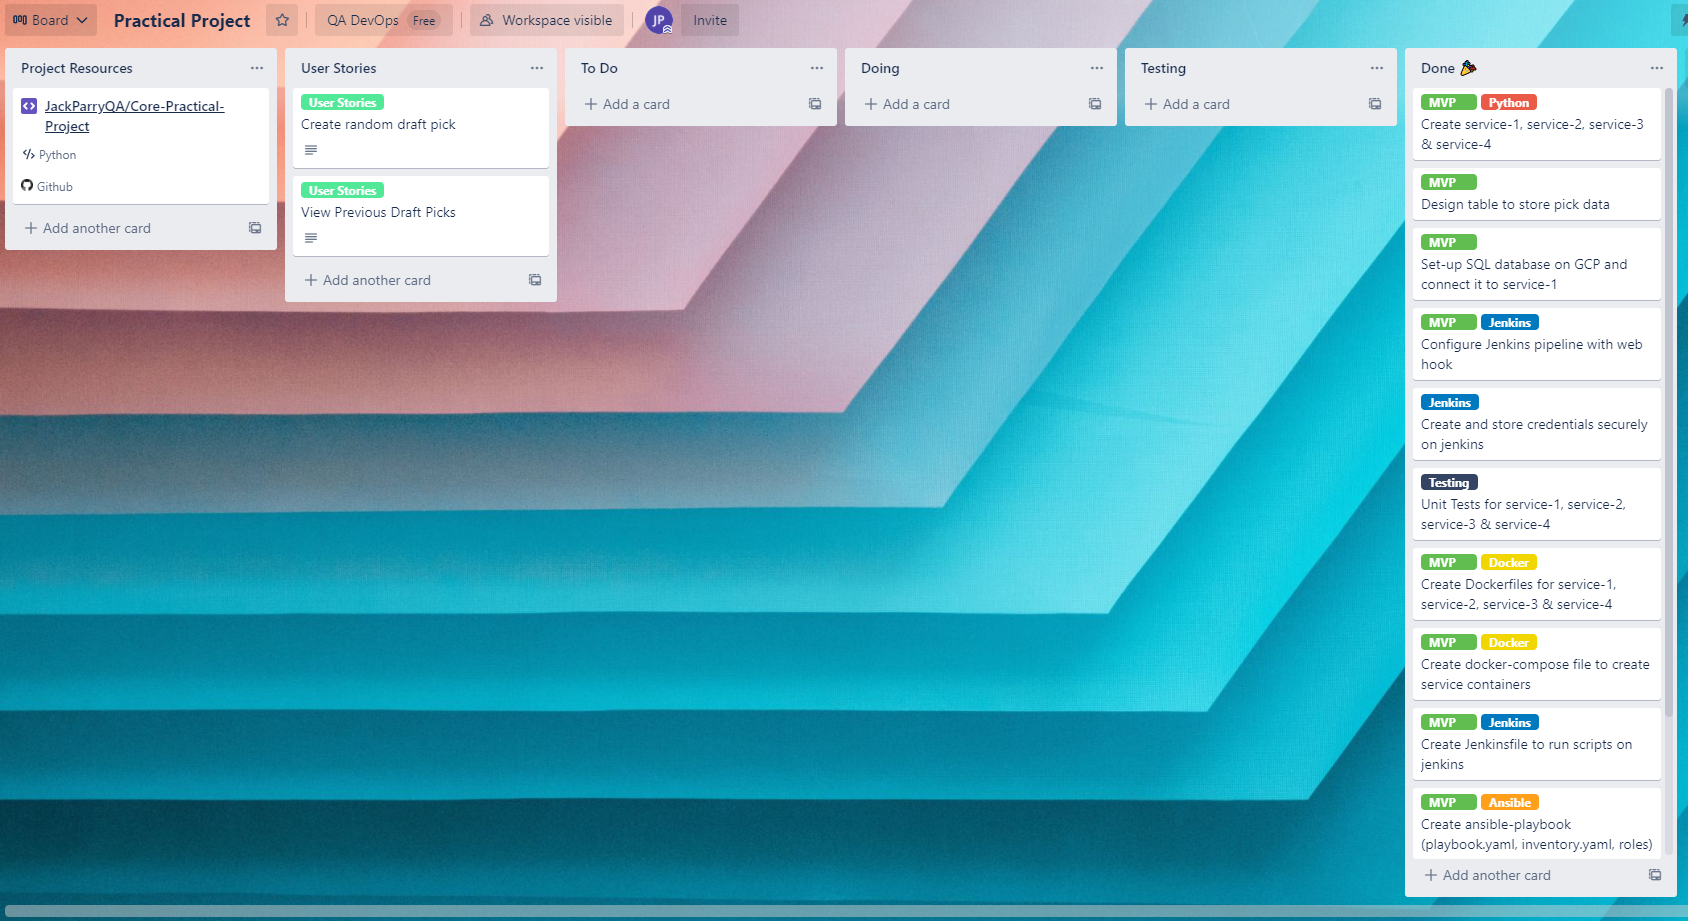 Board
Practical Project
QA DevOps Free
Workspace visible
JP
Invite
Project Resources
JackParryQA/Core-Practical-
Project
Python
Github
Add another card
User Stories
User Stories
Create random draft pick
User Stories
View Previous Draft Picks
Add another card
To Do
Add a card
Doing
Add a card
Testing
Add a card
Done
MVP Python
Create service-1, service-2, service-3
& service-4
MVP
Design table to store pick data
MVP
Set-up SQL database on GCP and
connect it to service-1
MVP Jenkins
Configure Jenkins pipeline with web
hook
Jenkins
Create and store credentials securely
on jenkins
Testing
Unit Tests for service-1, service-2,
service-3 & service-4
MVP Docker
Create Dockerfiles for service-1,
service-2, service-3 & service-4
MVP Docker
Create docker-compose file to create
service containers
MVP Jenkins
Create Jenkinsfile to run scripts on
jenkins
MVP Ansible
Create ansible-playbook
(playbook.yaml, inventory.yaml, roles)
Add another card